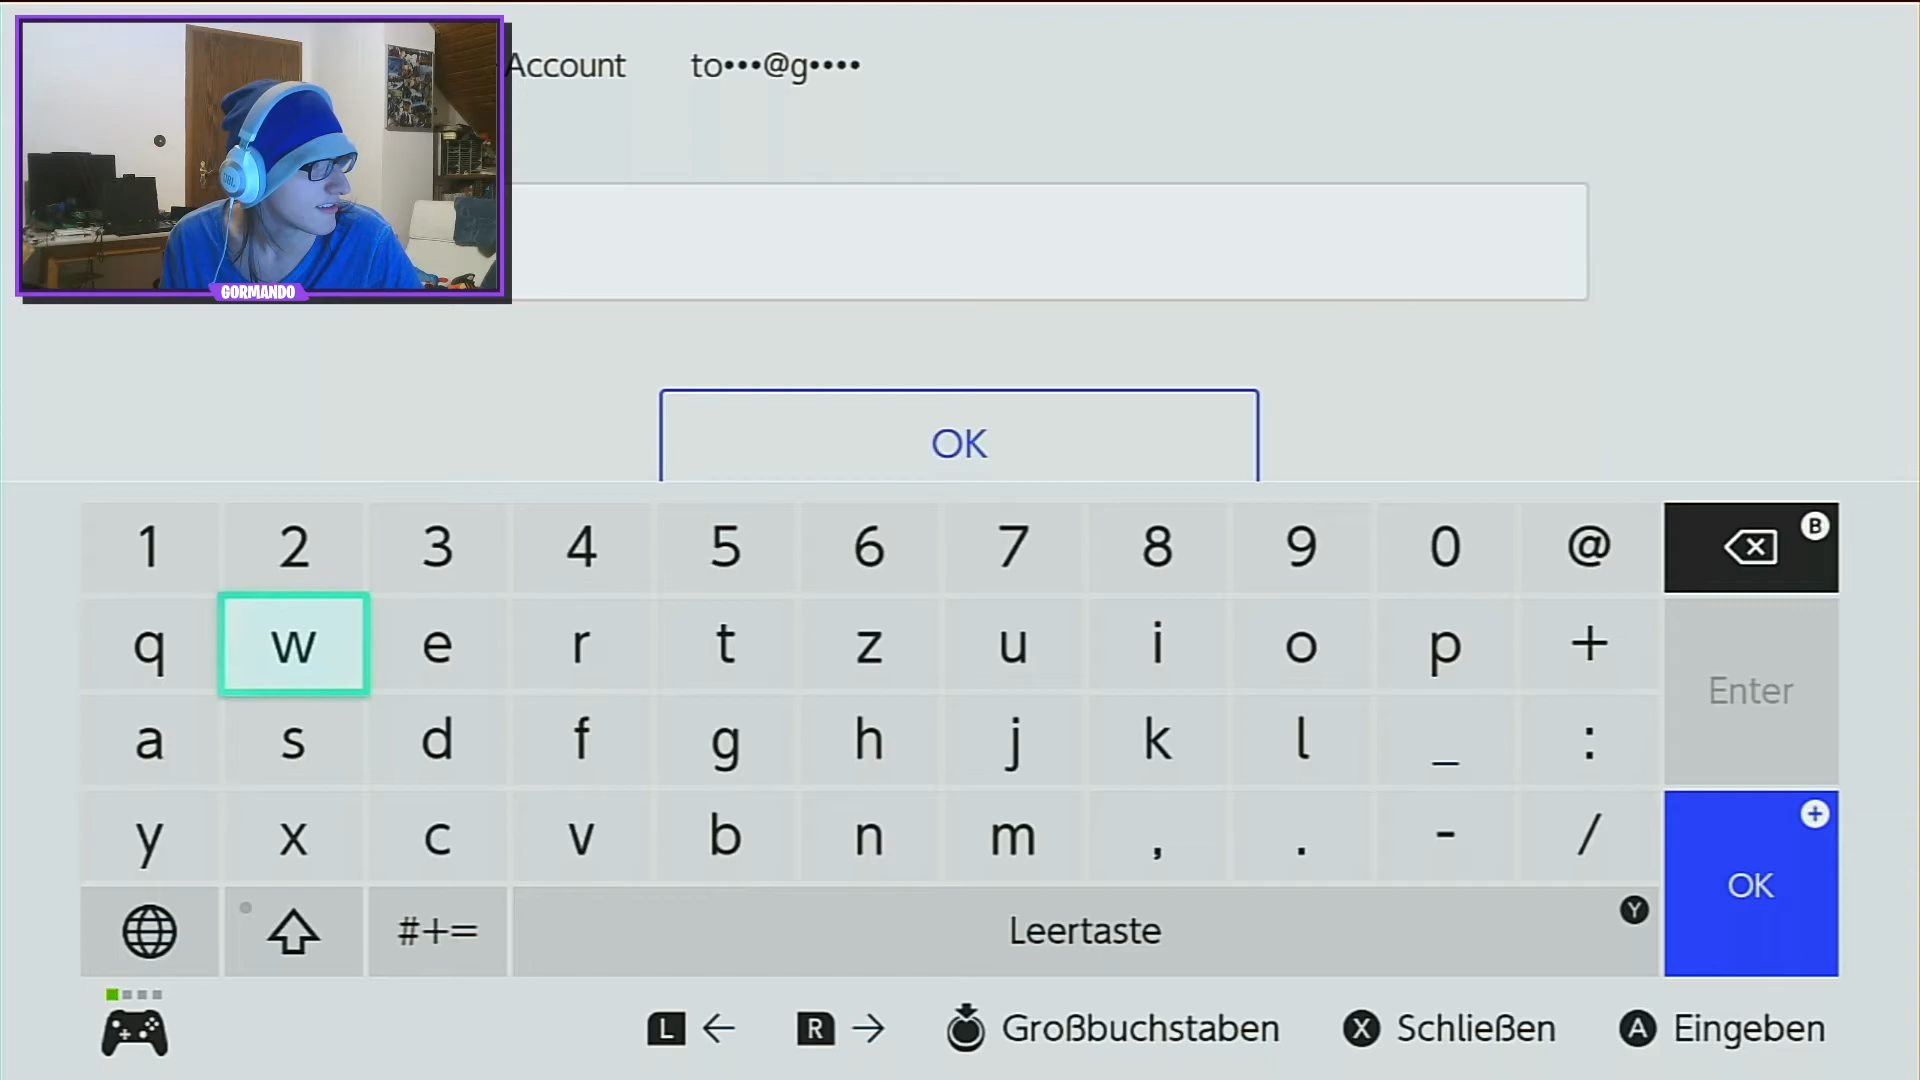 Account to•••@g••••
JBL
GORMANDO
OK
1 2 3 4 5 6 7 8 9 0 @ B
q w e r t z u i o p + Enter
a s d f g h j k l _ :
y x c v b n m , . - / + OK
#+= Leertaste Y
L ← R → Großbuchstaben X Schließen A Eingeben